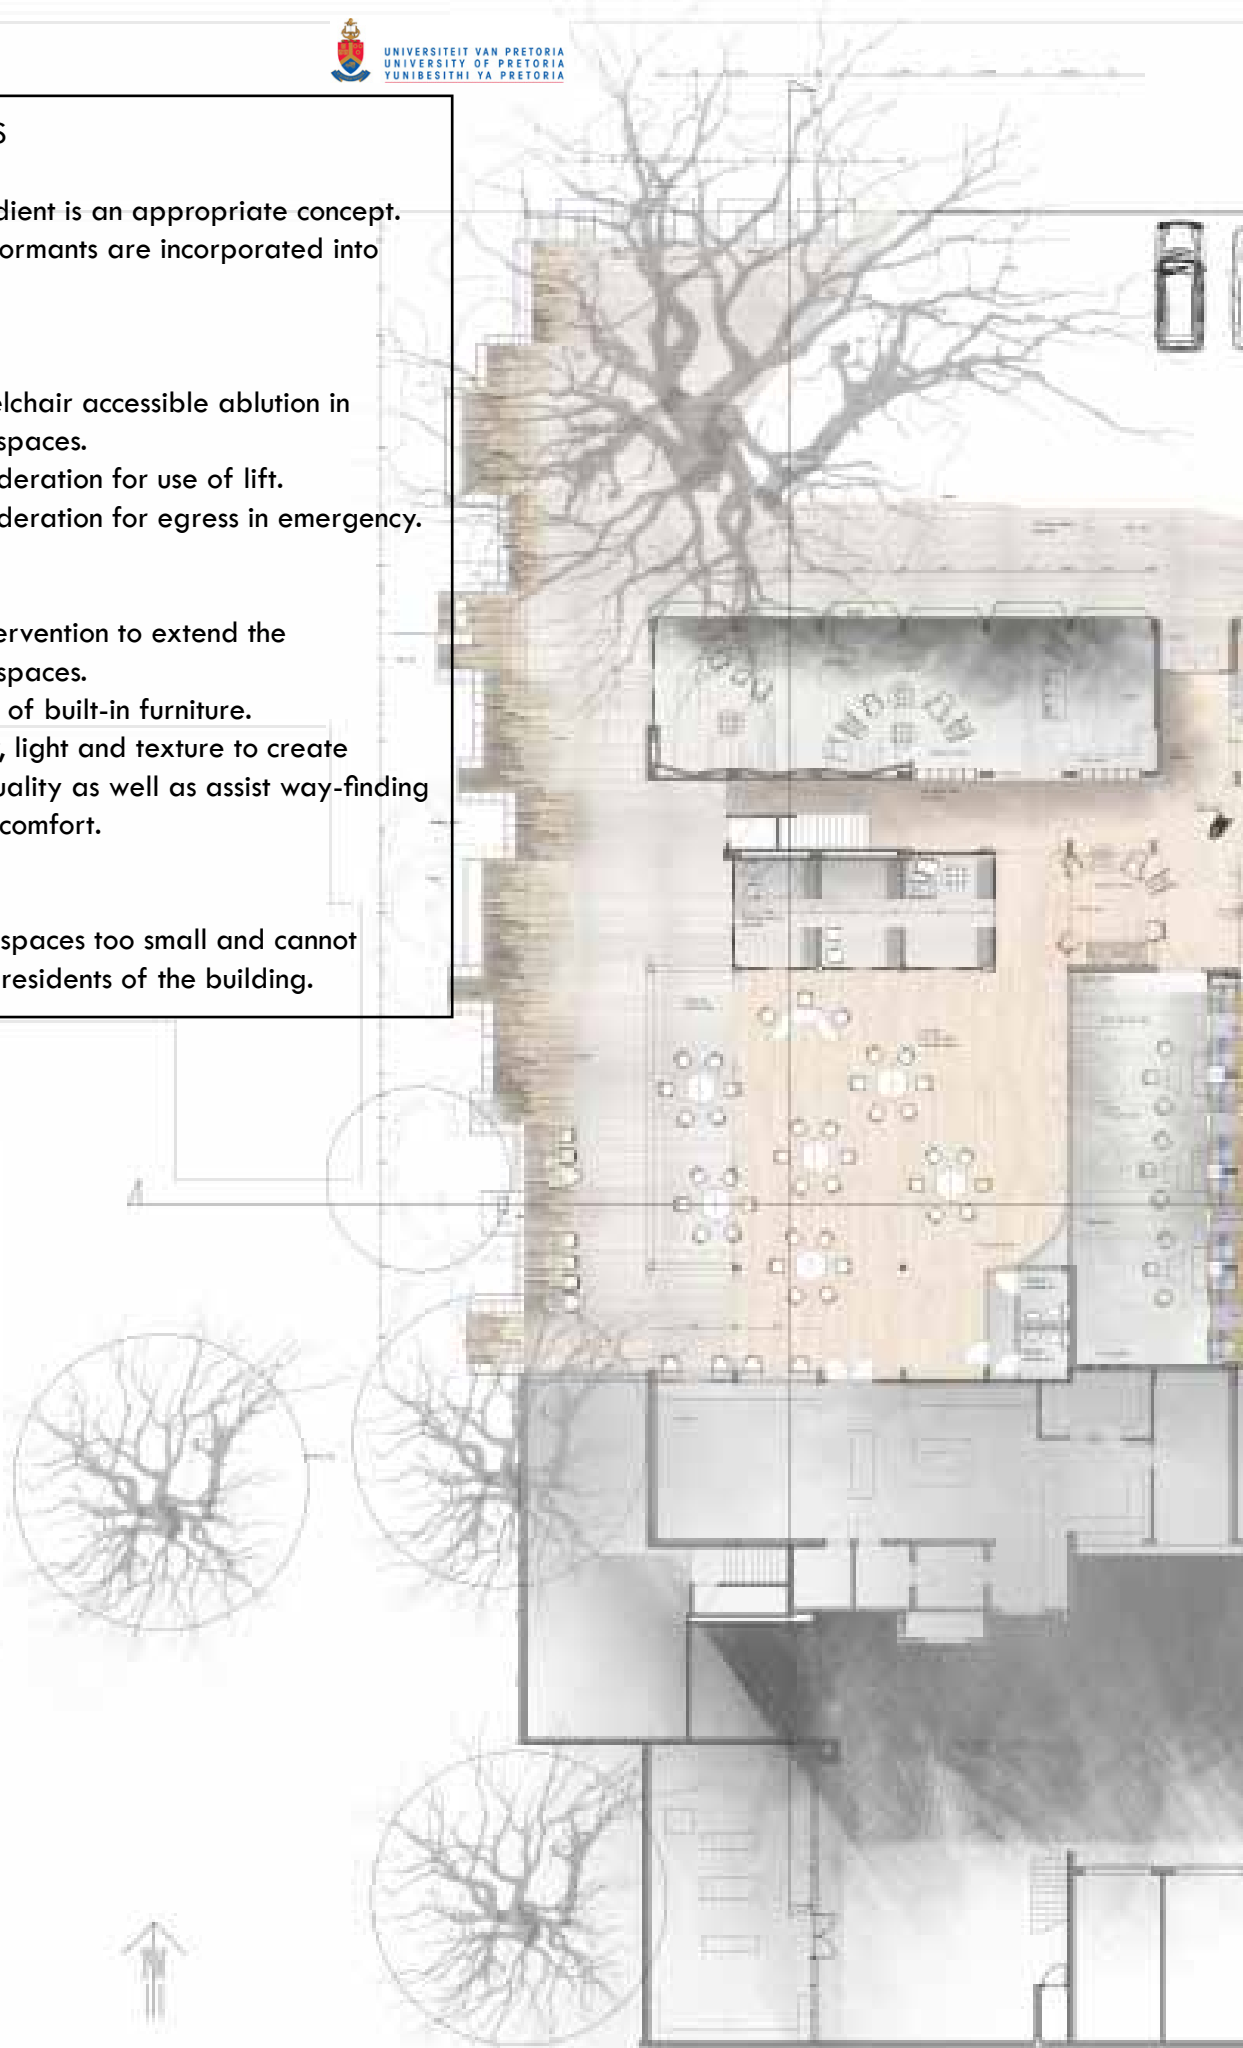 UNIVERSITEIT VAN PRETORIA
UNIVERSITY OF PRETORIA
YUNIBESITHI YA PRETORIA
S
dient is an appropriate concept.
ormants are incorporated into
elchair accessible ablution in
spaces.
deration for use of lift.
deration for egress in emergency.
ervention to extend the
spaces.
of built-in furniture.
, light and texture to create
uality as well as assist way-finding
comfort.
spaces too small and cannot
residents of the building.
N